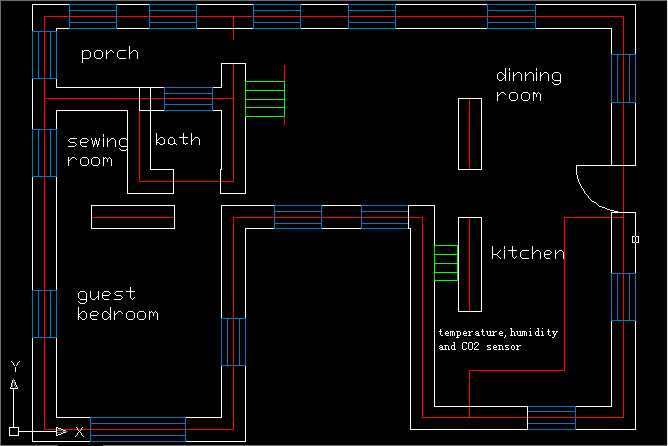 porch
dinning
room
sewing
room
bath
kitchen
guest
bedroom
temperature,humidity
and CO2 sensor
Y
X